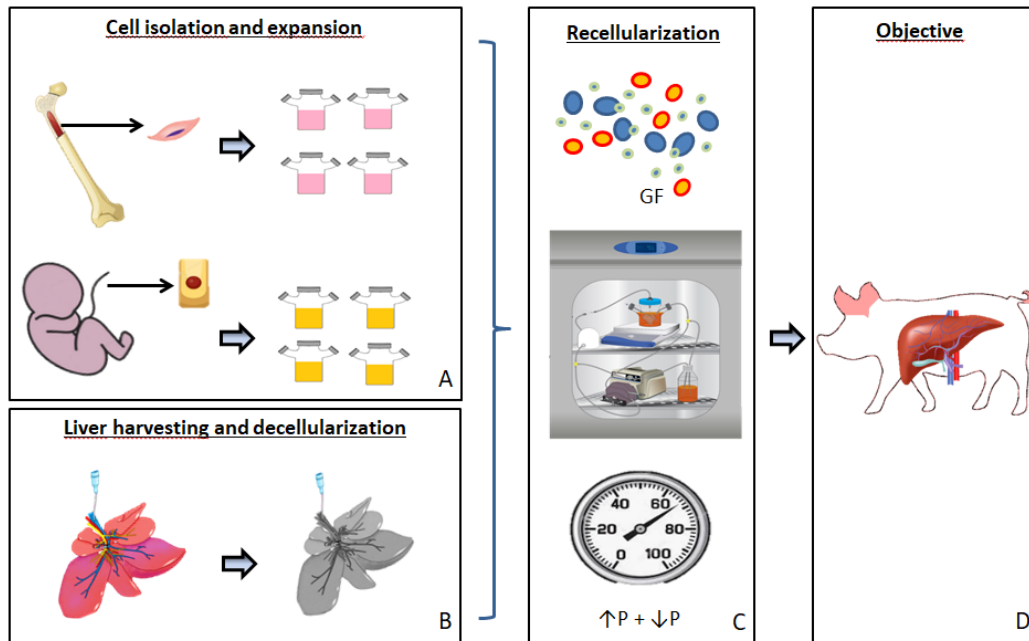 Cell isolation and expansion
A
Liver harvesting and decellularization
B
Recellularization
GF
40 60
20 80
0 100
↑P + ↓P
C
Objective
D